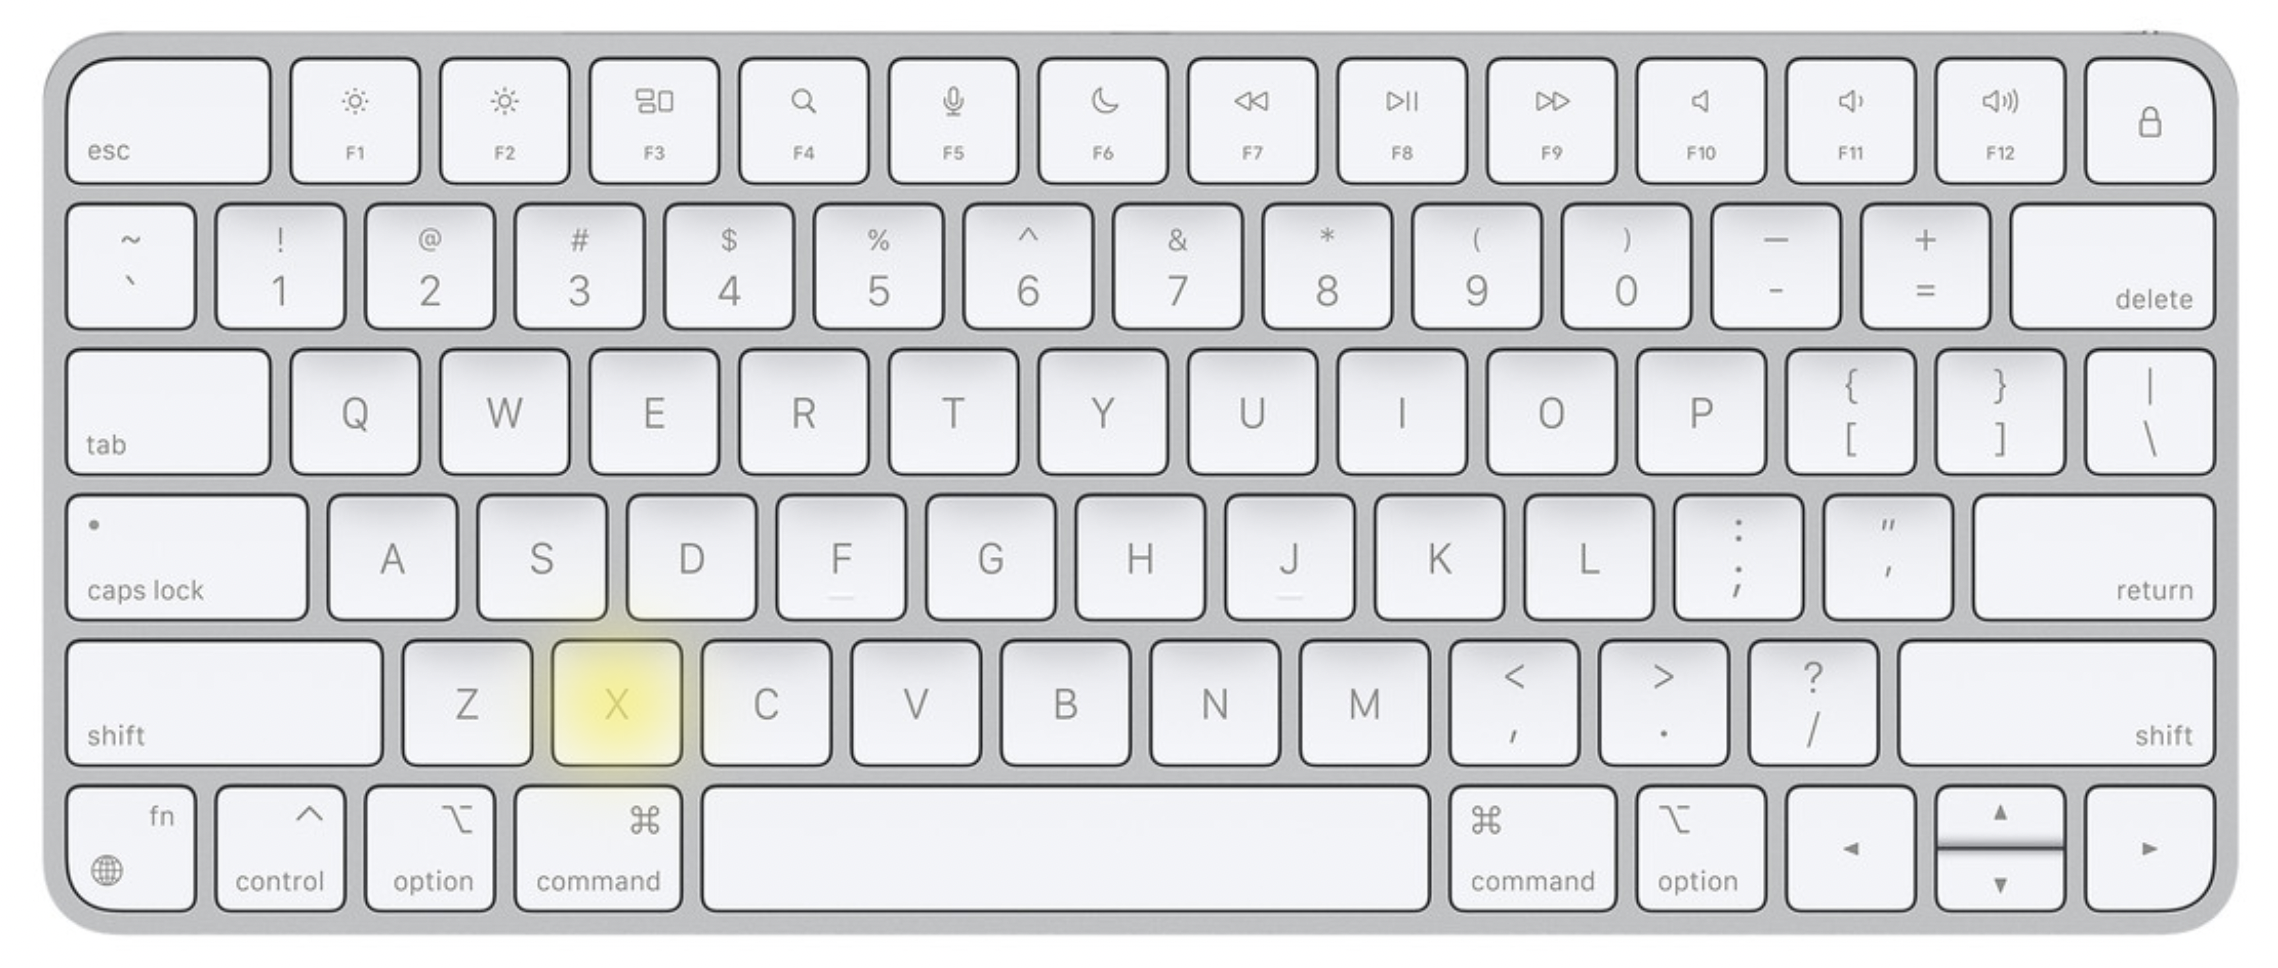 esc F1 F2 F3 F4 F5 F6 F7 F8 F9 F10 F11 F12
~ ! @ # $ % ^ & * ( ) — +
` 1 2 3 4 5 6 7 8 9 0 - = delete
tab Q W E R T Y U I O P { } |
[ ] \
caps lock A S D F G H J K L : "
; ' return
shift Z X C V B N M < > ?
, . / shift
fn ^ ⌥ ⌘ ⌘ ⌥ ▲
◄ ►
control option command command option ▼